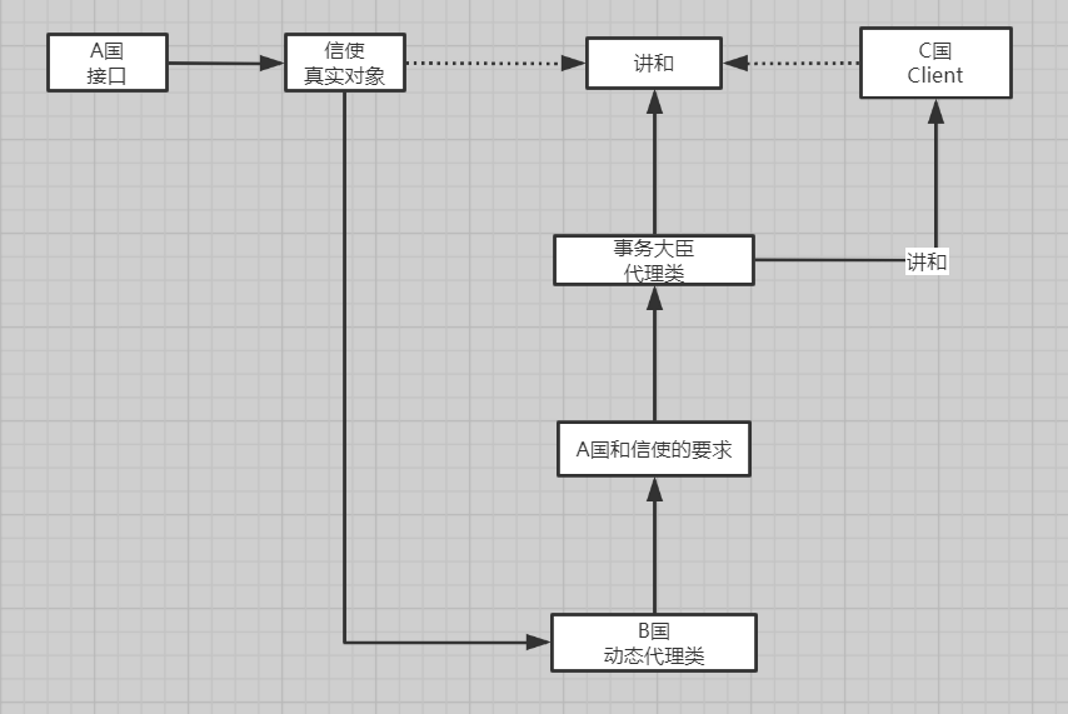 A国
接口
信使
真实对象
讲和
C国
Client
事务大臣
代理类
讲和
A国和信使的要求
B国
动态代理类